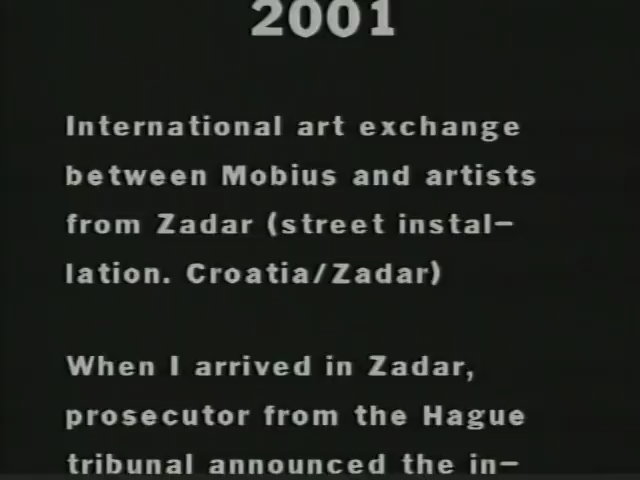 2001
International art exchange
between Mobius and artists
from Zadar (street instal-
lation. Croatia/Zadar)
When I arrived in Zadar,
prosecutor from the Hague
tribunal announced the in-